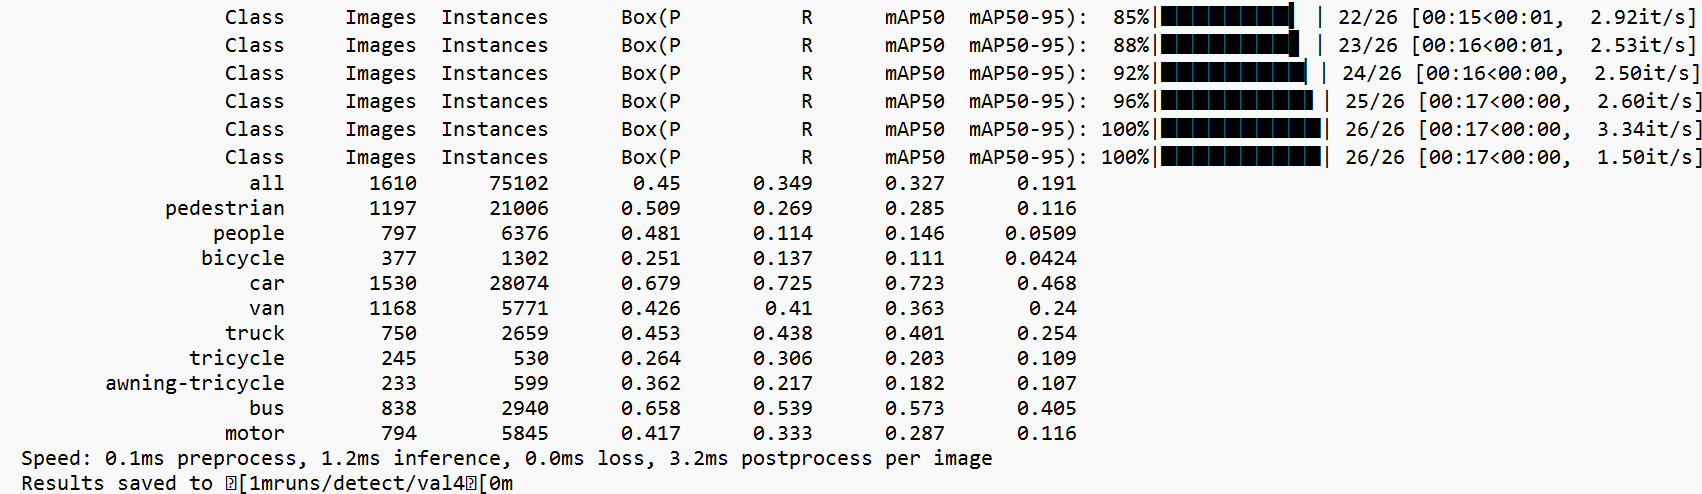 Class Images Instances Box(P R mAP50 mAP50-95): 85%|██████████▌ | 22/26 [00:15<00:01, 2.92it/s]
Class Images Instances Box(P R mAP50 mAP50-95): 88%|██████████▊ | 23/26 [00:16<00:01, 2.53it/s]
Class Images Instances Box(P R mAP50 mAP50-95): 92%|███████████▏| 24/26 [00:16<00:00, 2.50it/s]
Class Images Instances Box(P R mAP50 mAP50-95): 96%|███████████▌| 25/26 [00:17<00:00, 2.60it/s]
Class Images Instances Box(P R mAP50 mAP50-95): 100%|████████████| 26/26 [00:17<00:00, 3.34it/s]
Class Images Instances Box(P R mAP50 mAP50-95): 100%|████████████| 26/26 [00:17<00:00, 1.50it/s]
all 1610 75102 0.45 0.349 0.327 0.191
pedestrian 1197 21006 0.509 0.269 0.285 0.116
people 797 6376 0.481 0.114 0.146 0.0509
bicycle 377 1302 0.251 0.137 0.111 0.0424
car 1530 28074 0.679 0.725 0.723 0.468
van 1168 5771 0.426 0.41 0.363 0.24
truck 750 2659 0.453 0.438 0.401 0.254
tricycle 245 530 0.264 0.306 0.203 0.109
awning-tricycle 233 599 0.362 0.217 0.182 0.107
bus 838 2940 0.658 0.539 0.573 0.405
motor 794 5845 0.417 0.333 0.287 0.116
Speed: 0.1ms preprocess, 1.2ms inference, 0.0ms loss, 3.2ms postprocess per image
Results saved to [1mruns/detect/val4[0m